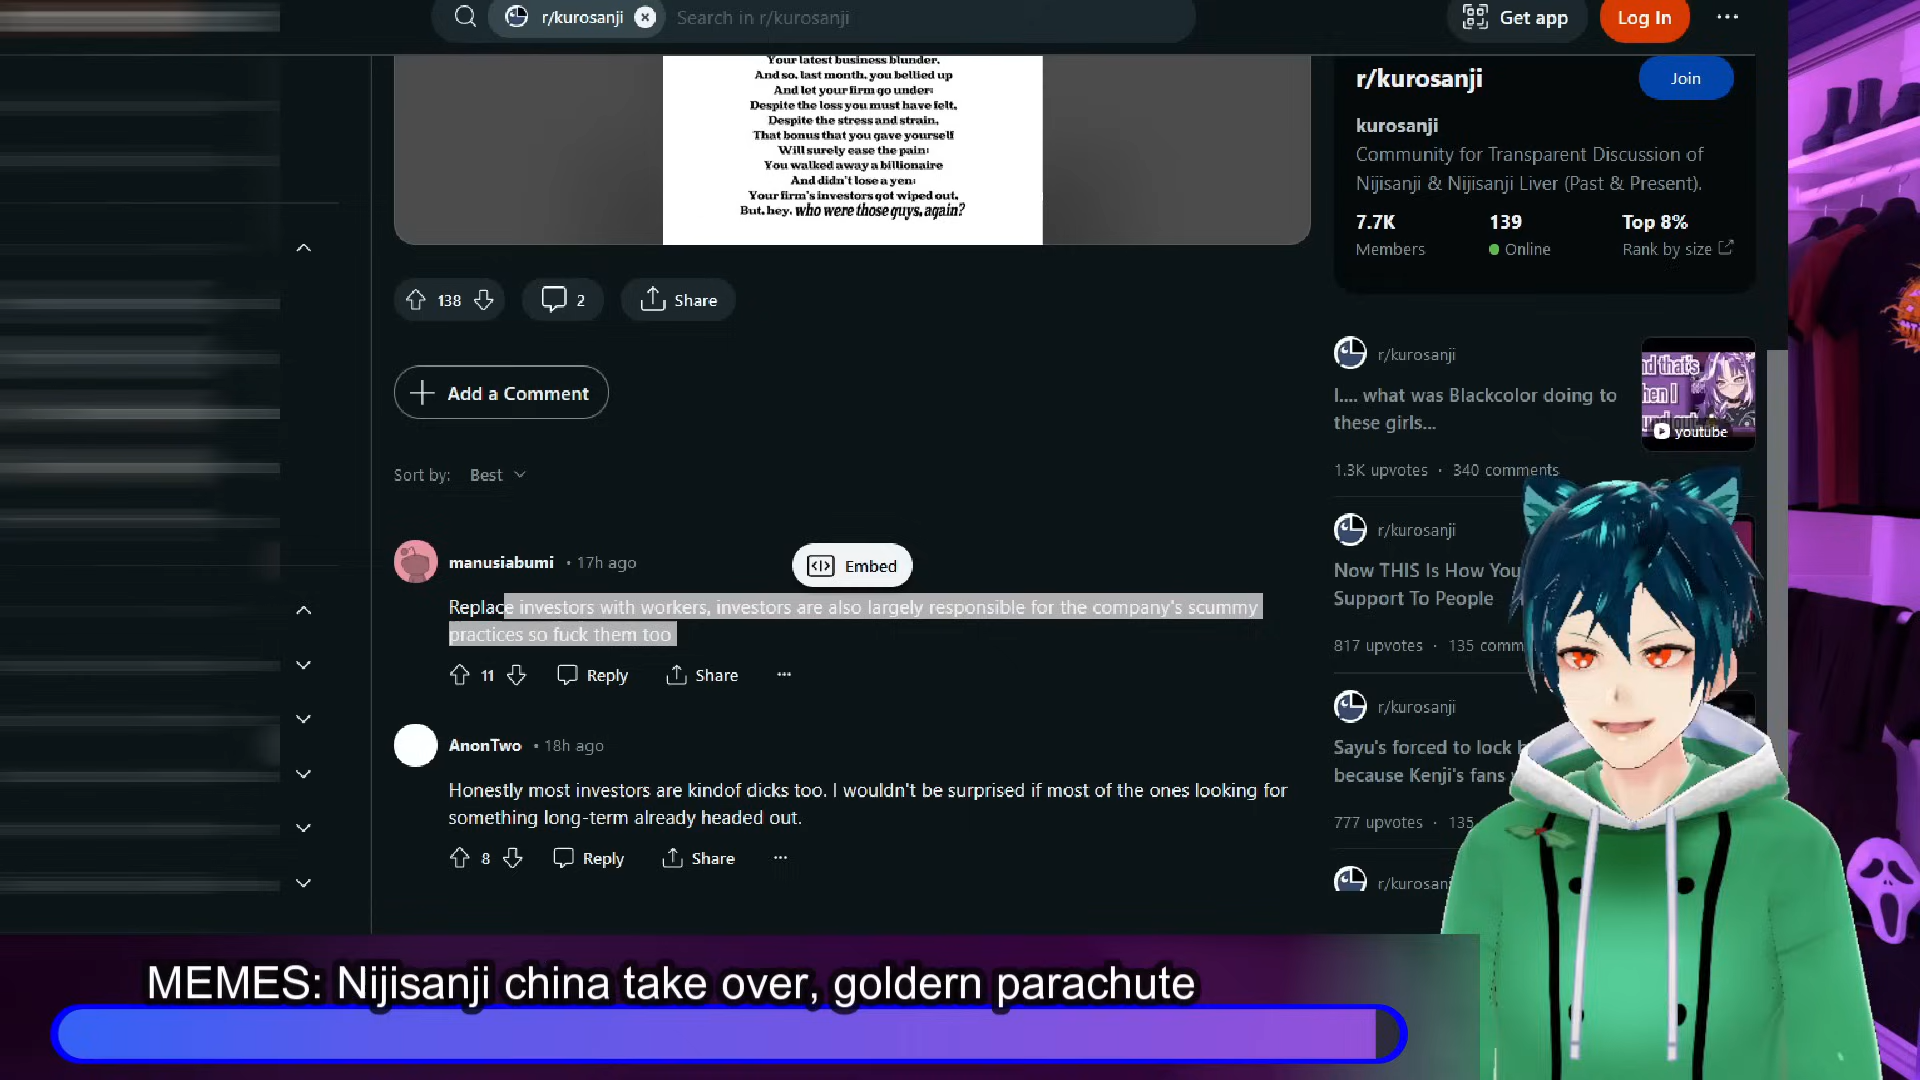 r/kurosanji
Search in r/kurosanji
Get app
Log In
Your latest business blunder.
And so, last month, you bellied up
And let your firm go under:
Despite the loss you must have felt,
Despite the stress and strain,
That bonus that you gave yourself
Will surely ease the pain:
You walked away a billionaire
And didn't lose a yen:
Your firm's investors got wiped out,
But, hey, who were those guys, again?
r/kurosanji
Join
kurosanji
Community for Transparent Discussion of
Nijisanji & Nijisanji Liver (Past & Present).
7.7K
139
Top 8%
Members
Online
Rank by size
138
2
Share
Add a Comment
Sort by:
Best
manusiabumi
• 17h ago
Embed
Replace investors with workers, investors are also largely responsible for the company's scummy
practices so fuck them too
11
Reply
Share
AnonTwo
• 18h ago
Honestly most investors are kindof dicks too. I wouldn't be surprised if most of the ones looking for
something long-term already headed out.
8
Reply
Share
r/kurosanji
I.... what was Blackcolor doing to
these girls...
youtube
1.3K upvotes · 340 comments
r/kurosanji
Now THIS Is How You
Support To People
817 upvotes · 135 comm
r/kurosanji
Sayu's forced to lock h
because Kenji's fans
777 upvotes · 135
r/kurosanj
MEMES: Nijisanji china take over, goldern parachute